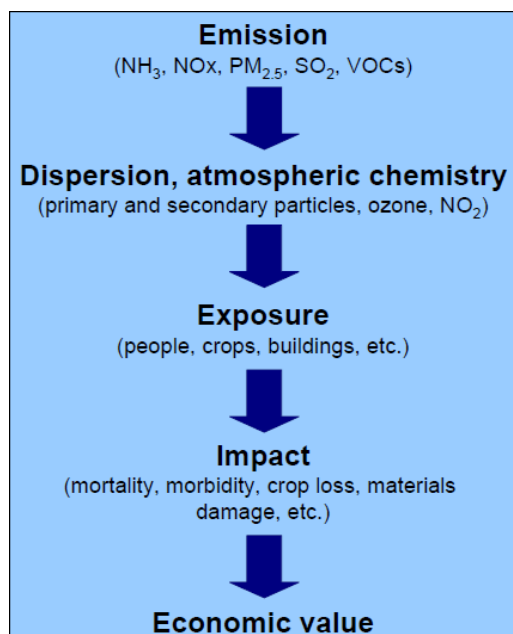 Emission
(NH₃, NOx, PM₂.₅, SO₂, VOCs)
Dispersion, atmospheric chemistry
(primary and secondary particles, ozone, NO₂)
Exposure
(people, crops, buildings, etc.)
Impact
(mortality, morbidity, crop loss, materials
damage, etc.)
Economic value